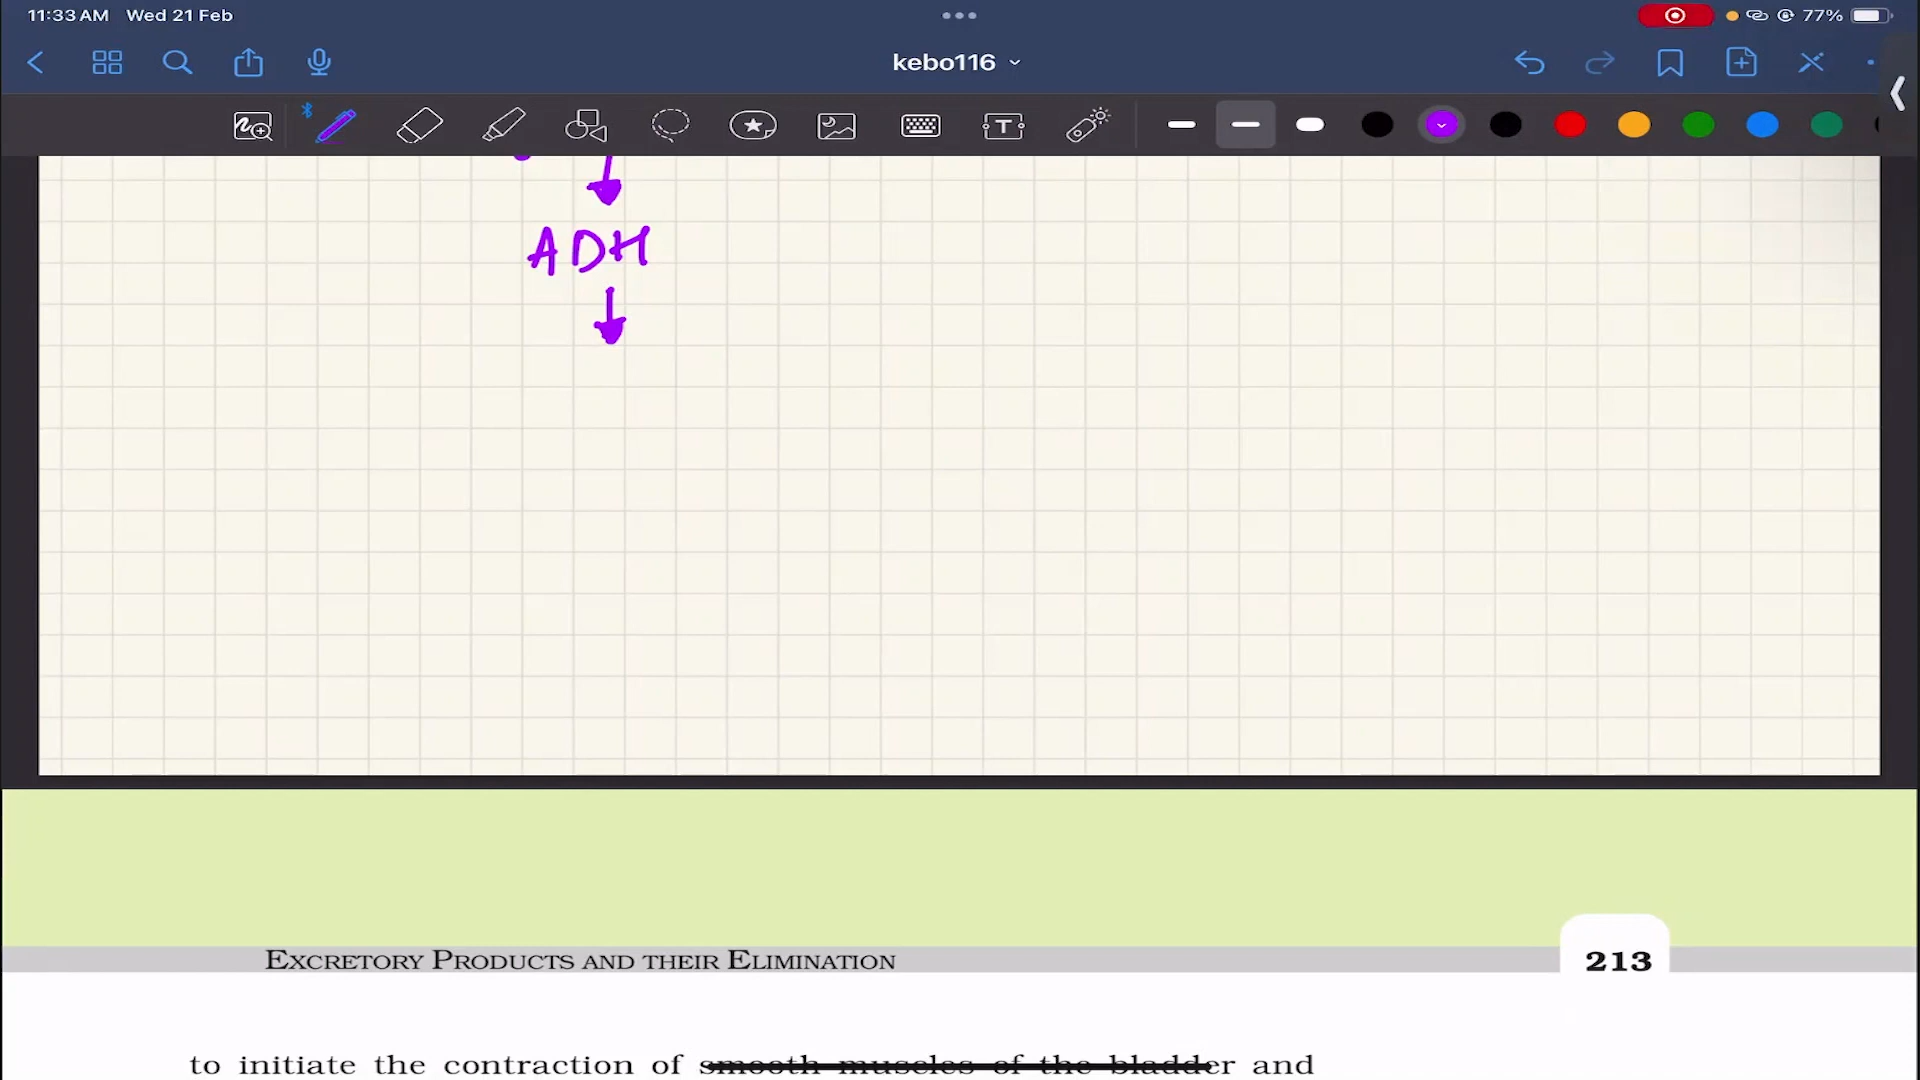 11:33 AM Wed 21 Feb
77%
kebo116
T
ADH
EXCRETORY PRODUCTS AND THEIR ELIMINATION
213
to initiate the contraction of smooth muscles of the bladder and